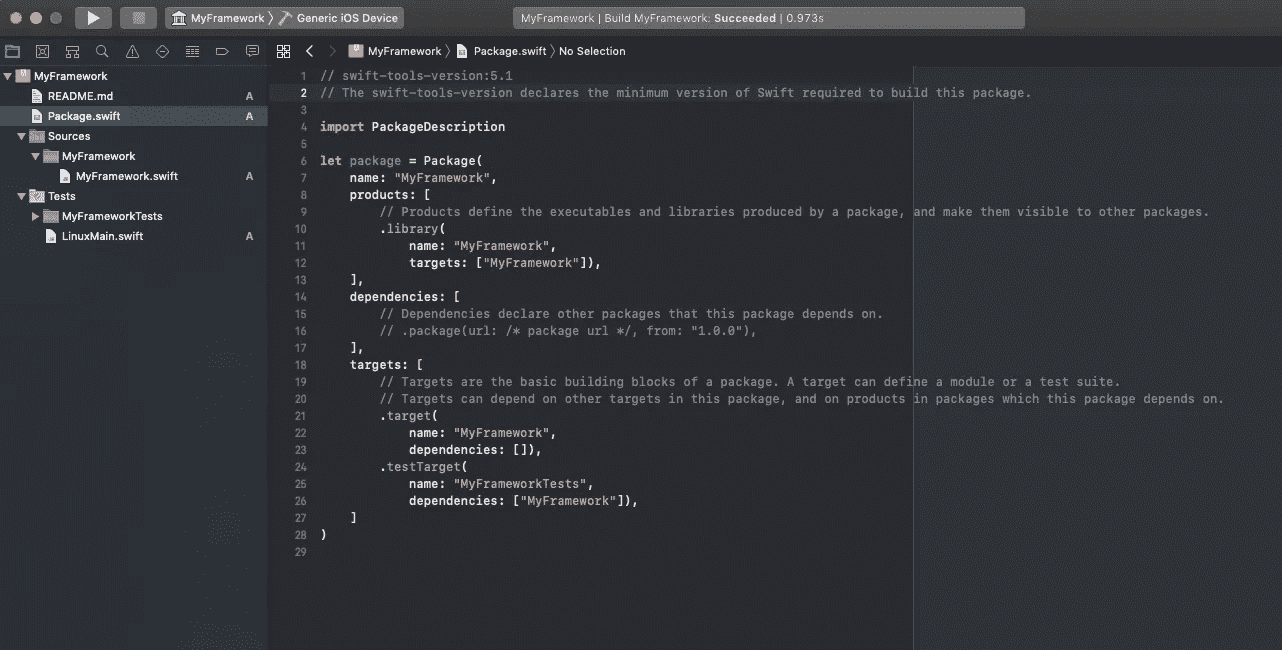 MyFramework 〉 Generic iOS Device
MyFramework | Build MyFramework: Succeeded | 0.973s
MyFramework 〉 Package.swift 〉 No Selection
MyFramework
README.md A
Package.swift A
Sources
MyFramework
MyFramework.swift A
Tests
MyFrameworkTests
LinuxMain.swift A
1 // swift-tools-version:5.1
2 // The swift-tools-version declares the minimum version of Swift required to build this package.
3
4 import PackageDescription
5
6 let package = Package(
7     name: "MyFramework",
8     products: [
9         // Products define the executables and libraries produced by a package, and make them visible to other packages.
10         .library(
11             name: "MyFramework",
12             targets: ["MyFramework"]),
13     ],
14     dependencies: [
15         // Dependencies declare other packages that this package depends on.
16         // .package(url: /* package url */, from: "1.0.0"),
17     ],
18     targets: [
19         // Targets are the basic building blocks of a package. A target can define a module or a test suite.
20         // Targets can depend on other targets in this package, and on products in packages which this package depends on.
21         .target(
22             name: "MyFramework",
23             dependencies: []),
24         .testTarget(
25             name: "MyFrameworkTests",
26             dependencies: ["MyFramework"]),
27     ]
28 )
29